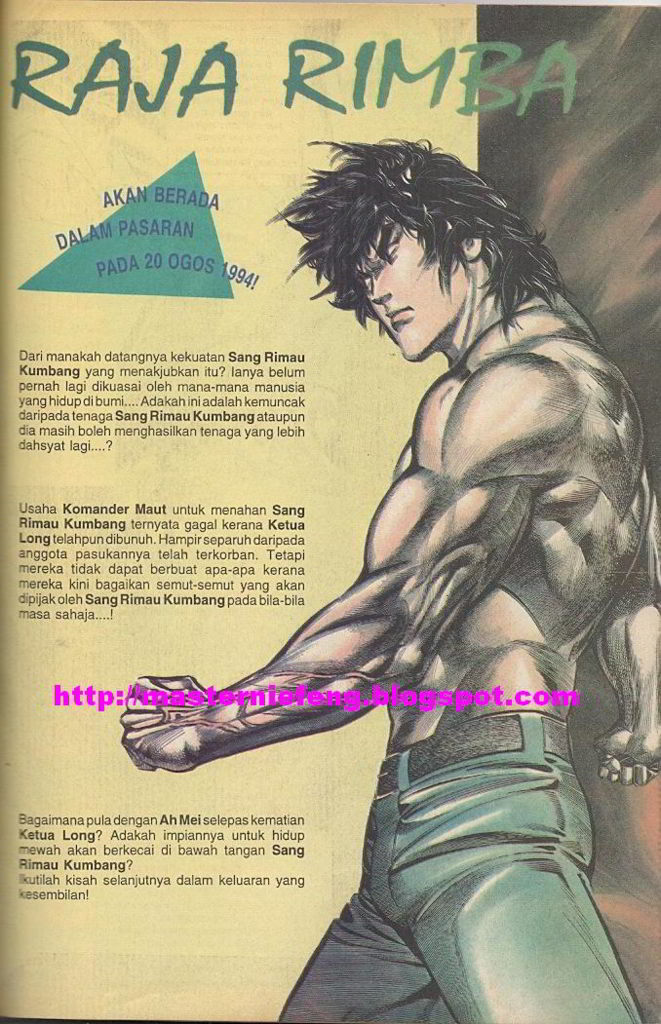 RAJA RIMBA
AKAN BERADA
DALAM PASARAN
PADA 20 OGOS 1994!
Dari manakah datangnya kekuatan Sang Rimau
Kumbang yang menakjubkan itu? Ianya belum
pernah lagi dikuasai oleh mana-mana manusia
yang hidup di bumi.... Adakah ini adalah kemuncak
daripada tenaga Sang Rimau Kumbang ataupun
dia masih boleh menghasilkan tenaga yang lebih
dahsyat lagi....?
Usaha Komander Maut untuk menahan Sang
Rimau Kumbang ternyata gagal kerana Ketua
Long telahpun dibunuh. Hampir separuh daripada
anggota pasukannya telah terkorban. Tetapi
mereka tidak dapat berbuat apa-apa kerana
mereka kini bagaikan semut-semut yang akan
dipijak oleh Sang Rimau Kumbang pada bila-bila
masa sahaja....!
http://masterniefeng.blogspot.com
Bagaimana pula dengan Ah Mei selepas kematian
Ketua Long? Adakah impiannya untuk hidup
mewah akan berkecai di bawah tangan Sang
Rimau Kumbang?
Ikutilah kisah selanjutnya dalam keluaran yang
kesembilan!